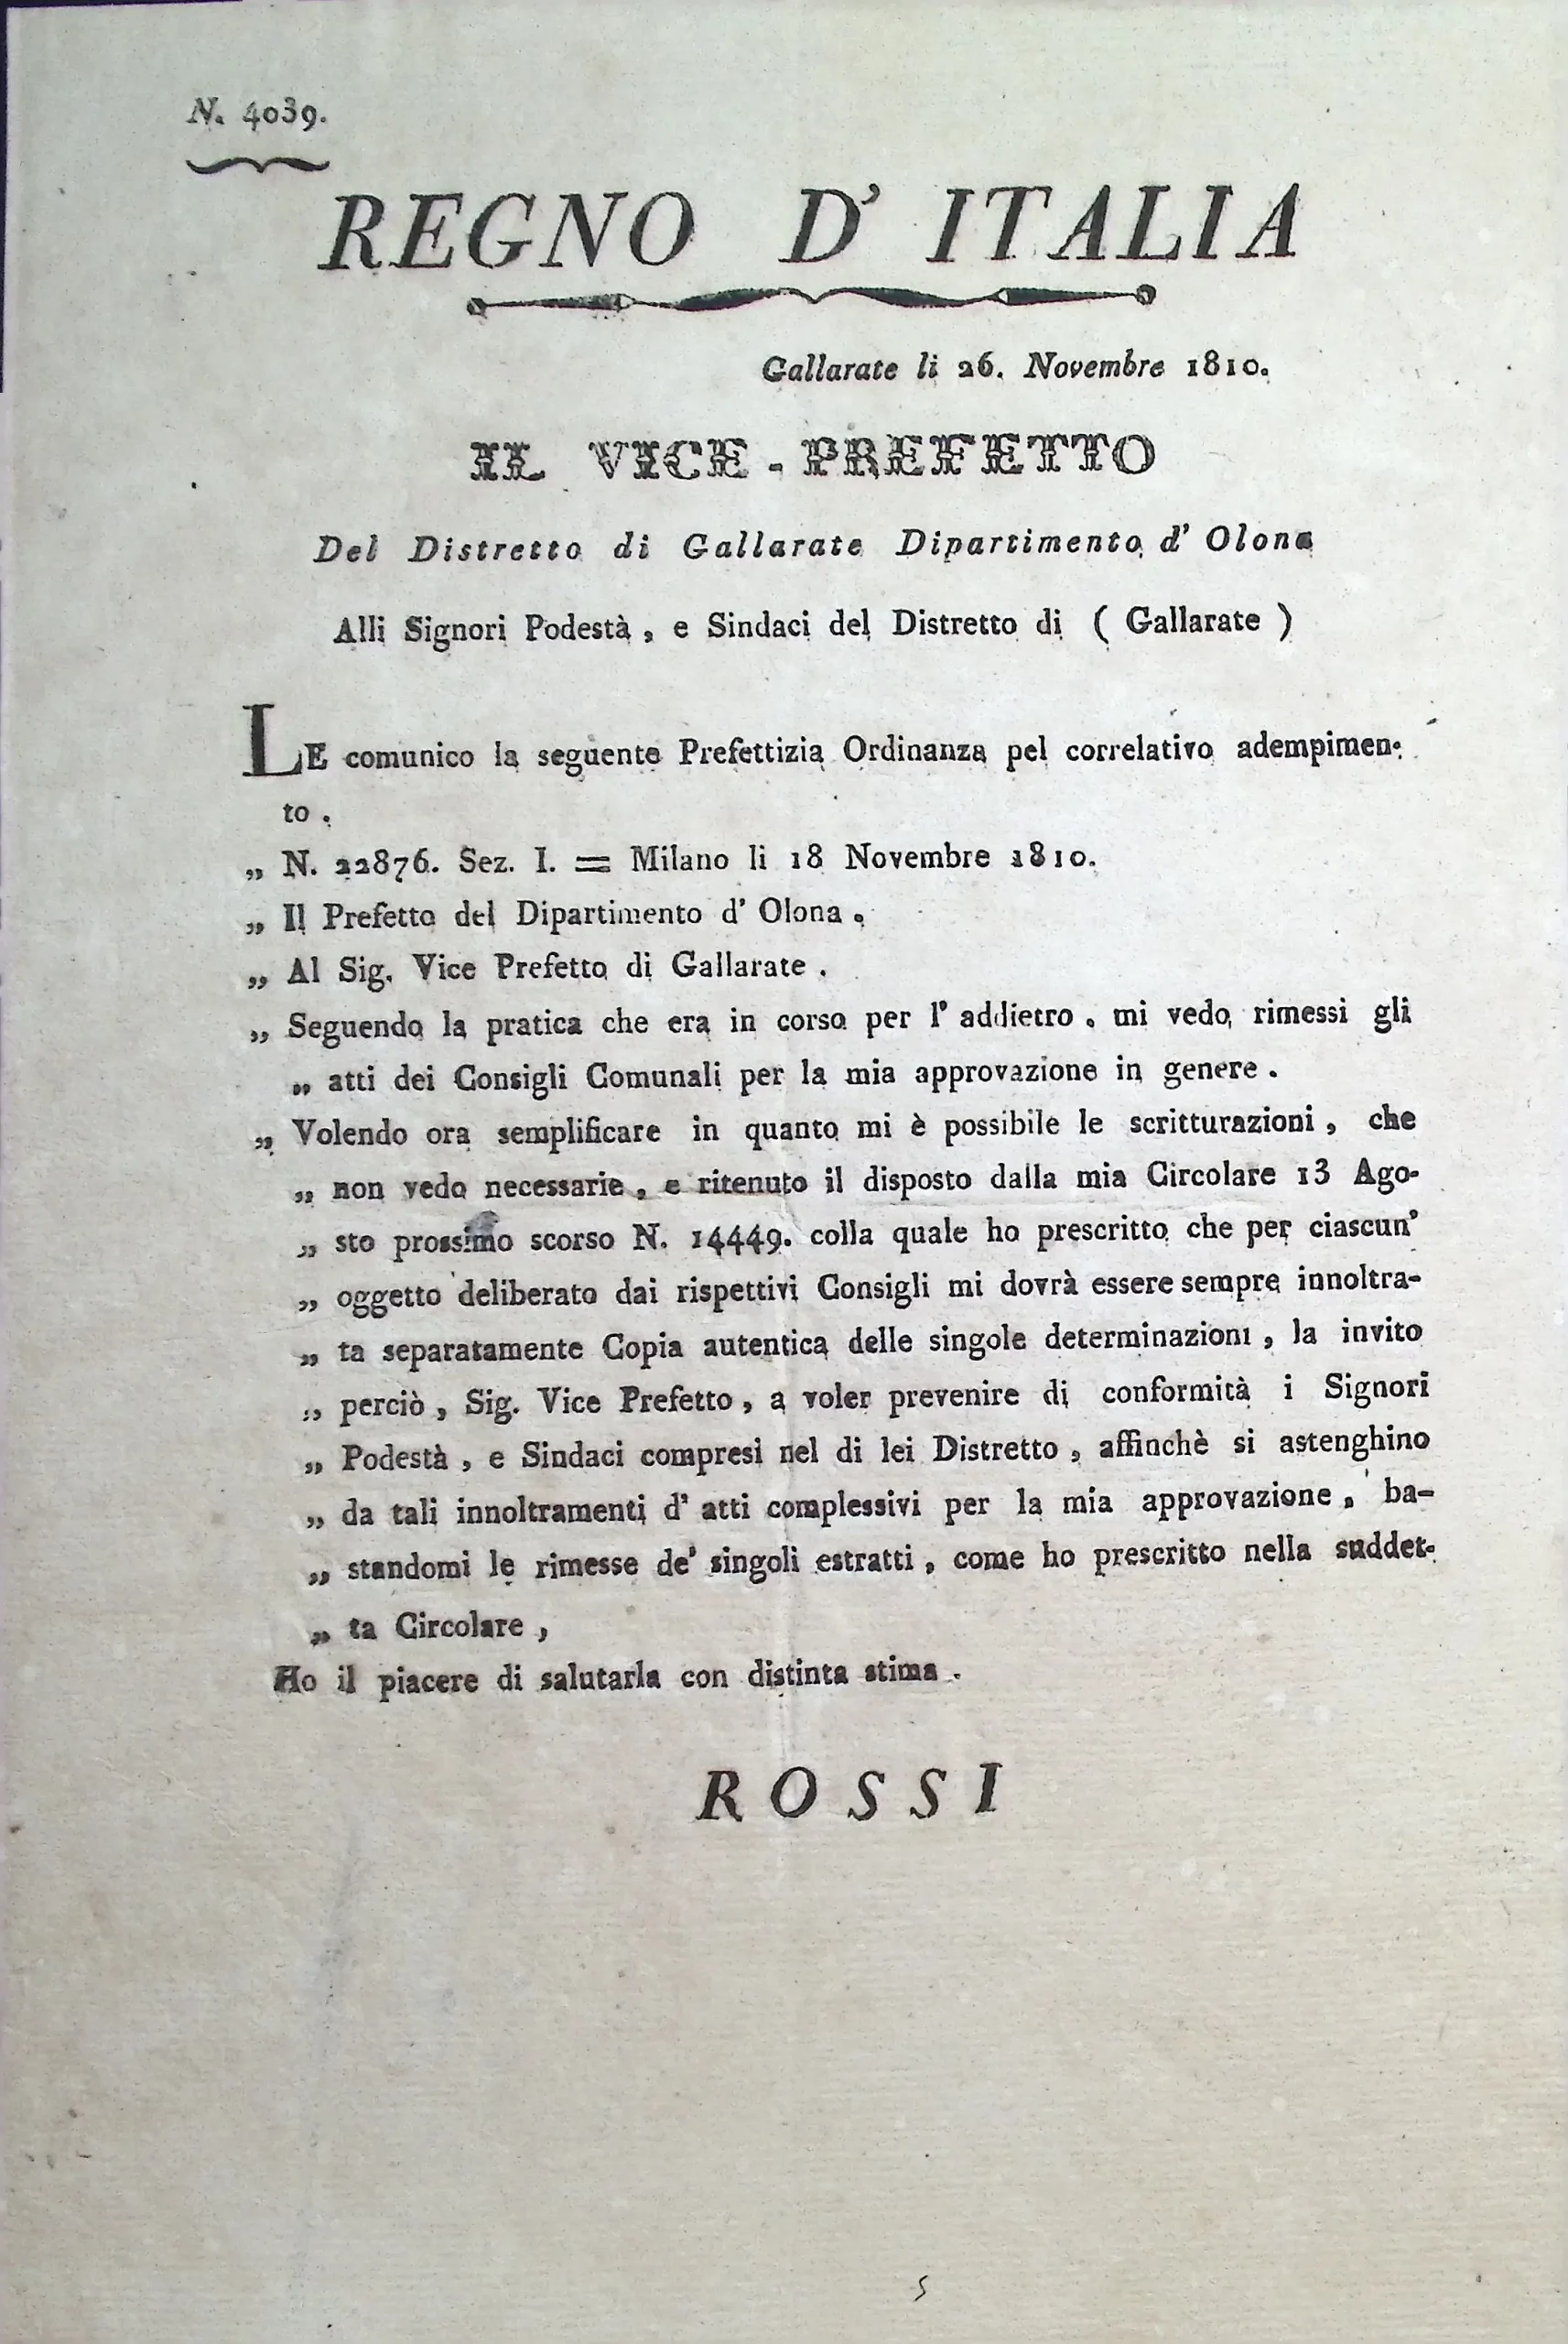 N. 4039.
REGNO D' ITALIA
Gallarate li 26. Novembre 1810.
IL VICE-PREFETTO
Del Distretto di Gallarate Dipartimento d' Olona
Alli Signori Podestà, e Sindaci del Distretto di ( Gallarate )
LE comunico la seguente Prefettizia Ordinanza pel correlativo adempimen-
to.
„ N. 22876. Sez. I. = Milano li 18 Novembre 1810.
„ Il Prefetto del Dipartimento d' Olona.
„ Al Sig. Vice Prefetto di Gallarate.
„ Seguendo la pratica che era in corso per l' addietro. mi vedo rimessi gli
„ atti dei Consigli Comunali per la mia approvazione in genere.
„ Volendo ora semplificare in quanto mi è possibile le scritturazioni, che
„ non vedo necessarie, e ritenuto il disposto dalla mia Circolare 13 Ago-
„ sto prossimo scorso N. 14449. colla quale ho prescritto che per ciascun'
„ oggetto deliberato dai rispettivi Consigli mi dovrà essere sempre innoltra-
„ ta separatamente Copia autentica delle singole determinazioni, la invito
„ perciò, Sig. Vice Prefetto, a voler prevenire di conformità i Signori
„ Podestà, e Sindaci compresi nel di lei Distretto, affinchè si astenghino
„ da tali innoltramenti d' atti complessivi per la mia approvazione, ba-
„ standomi le rimesse de' singoli estratti, come ho prescritto nella suddet-
„ ta Circolare,
Ho il piacere di salutarla con distinta stima.
ROSSI
5